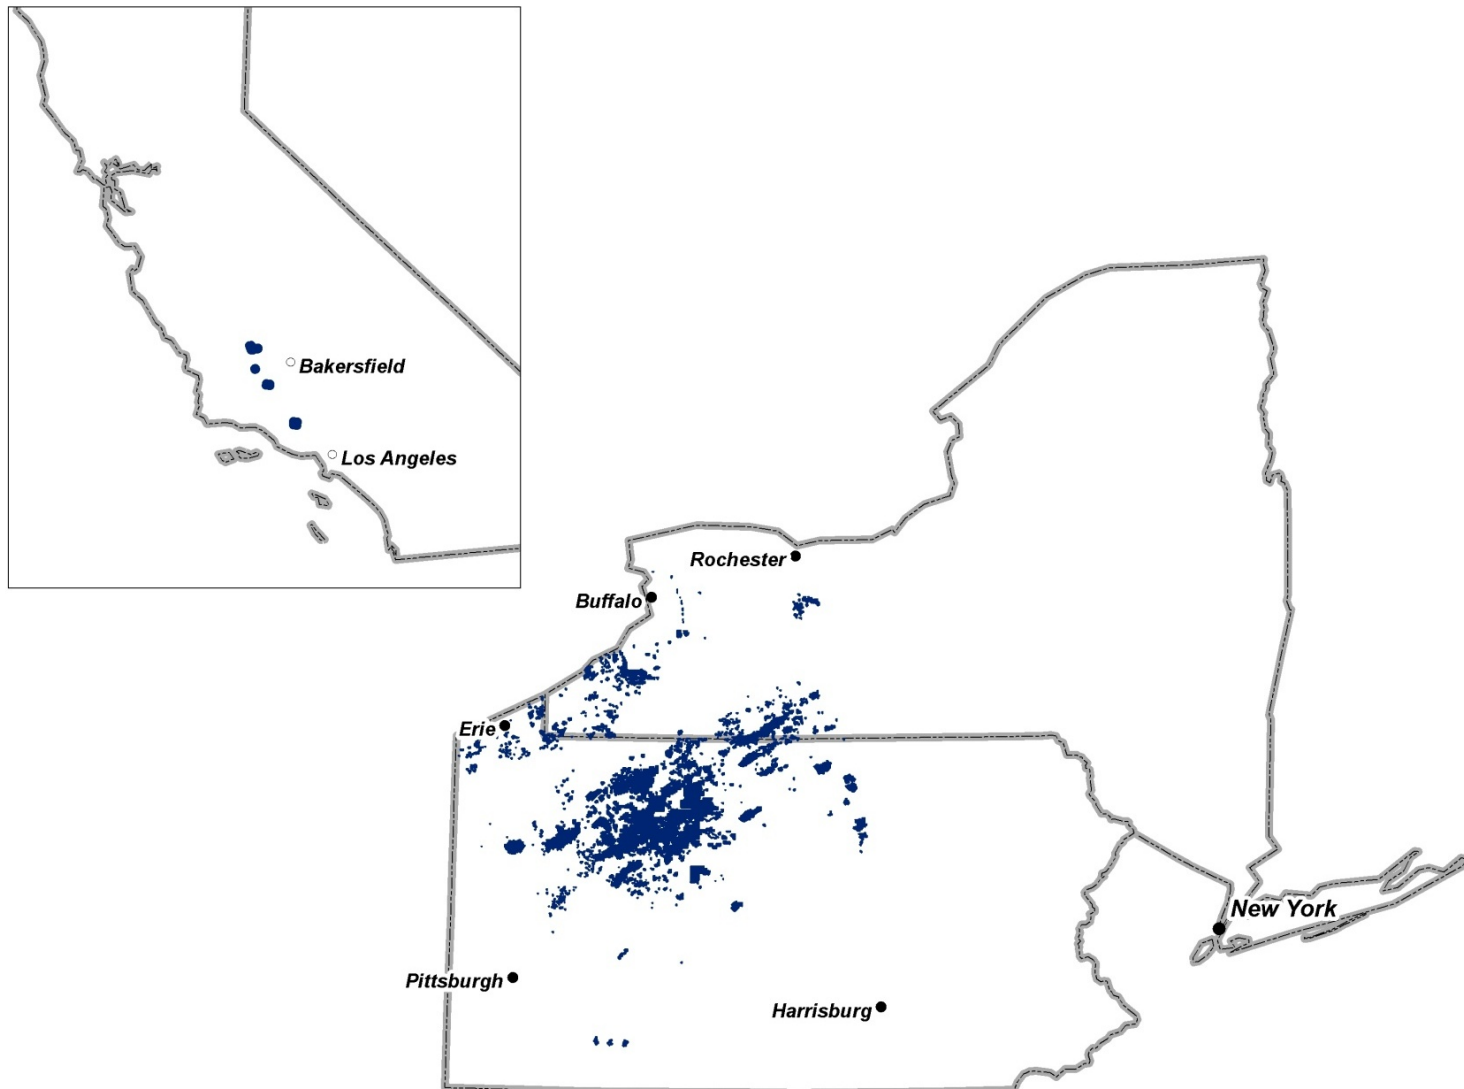 Bakersfield
Los Angeles
Rochester
Buffalo
Erie
New York
Pittsburgh
Harrisburg